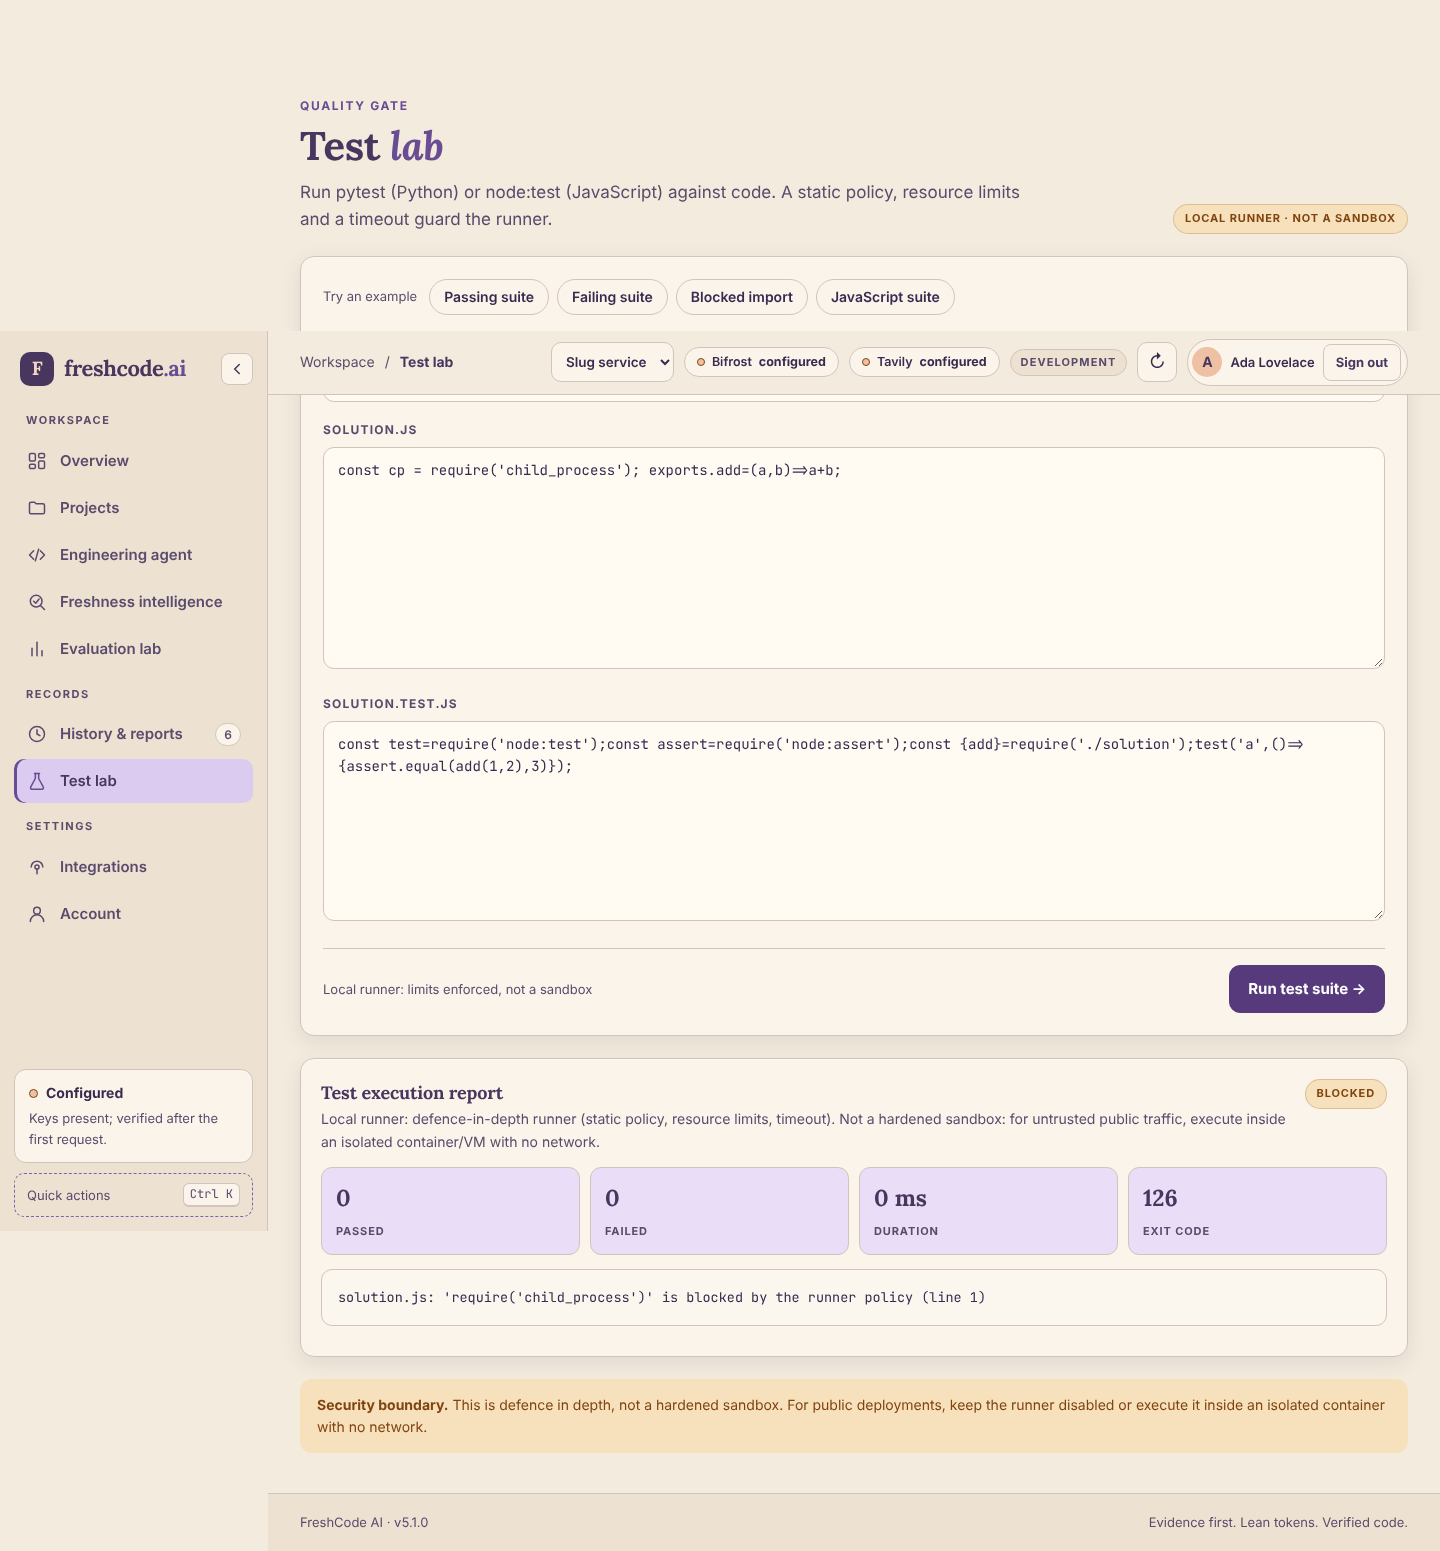 QUALITY GATE
Test lab
Run pytest (Python) or node:test (JavaScript) against code. A static policy, resource limits
and a timeout guard the runner.
LOCAL RUNNER · NOT A SANDBOX
Try an example
Passing suite
Failing suite
Blocked import
JavaScript suite
F
freshcode.ai
Workspace / Test lab
Slug service
Bifrost configured
Tavily configured
DEVELOPMENT
A
Ada Lovelace
Sign out
WORKSPACE
Overview
Projects
Engineering agent
Freshness intelligence
Evaluation lab
RECORDS
History & reports
6
Test lab
SETTINGS
Integrations
Account
Configured
Keys present; verified after the
first request.
Quick actions
Ctrl K
SOLUTION.JS
const cp = require('child_process'); exports.add=(a,b)=>a+b;
SOLUTION.TEST.JS
const test=require('node:test');const assert=require('node:assert');const {add}=require('./solution');test('a',()=>
{assert.equal(add(1,2),3)});
Local runner: limits enforced, not a sandbox
Run test suite →
Test execution report
BLOCKED
Local runner: defence-in-depth runner (static policy, resource limits, timeout). Not a hardened sandbox: for untrusted public traffic, execute inside
an isolated container/VM with no network.
0
PASSED
0
FAILED
0 ms
DURATION
126
EXIT CODE
solution.js: 'require('child_process')' is blocked by the runner policy (line 1)
Security boundary. This is defence in depth, not a hardened sandbox. For public deployments, keep the runner disabled or execute it inside an isolated container
with no network.
FreshCode AI · v5.1.0
Evidence first. Lean tokens. Verified code.